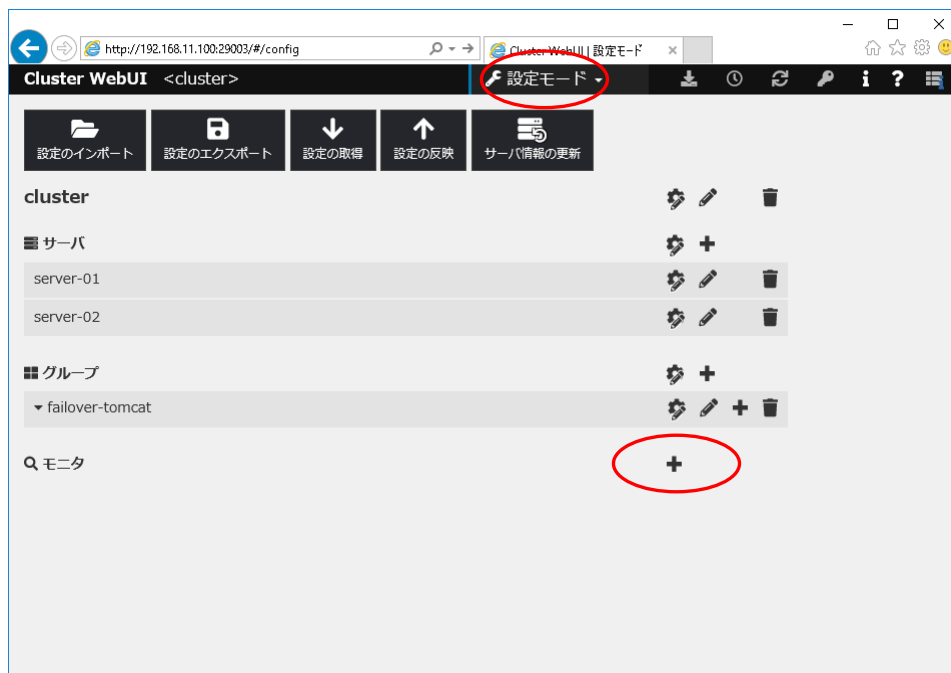 http://192.168.11.100:29003/#/config
Cluster WebUI | 設定モード
Cluster WebUI <cluster>
設定モード
設定のインポート
設定のエクスポート
設定の取得
設定の反映
サーバ情報の更新
cluster
サーバ
server-01
server-02
グループ
failover-tomcat
モニタ